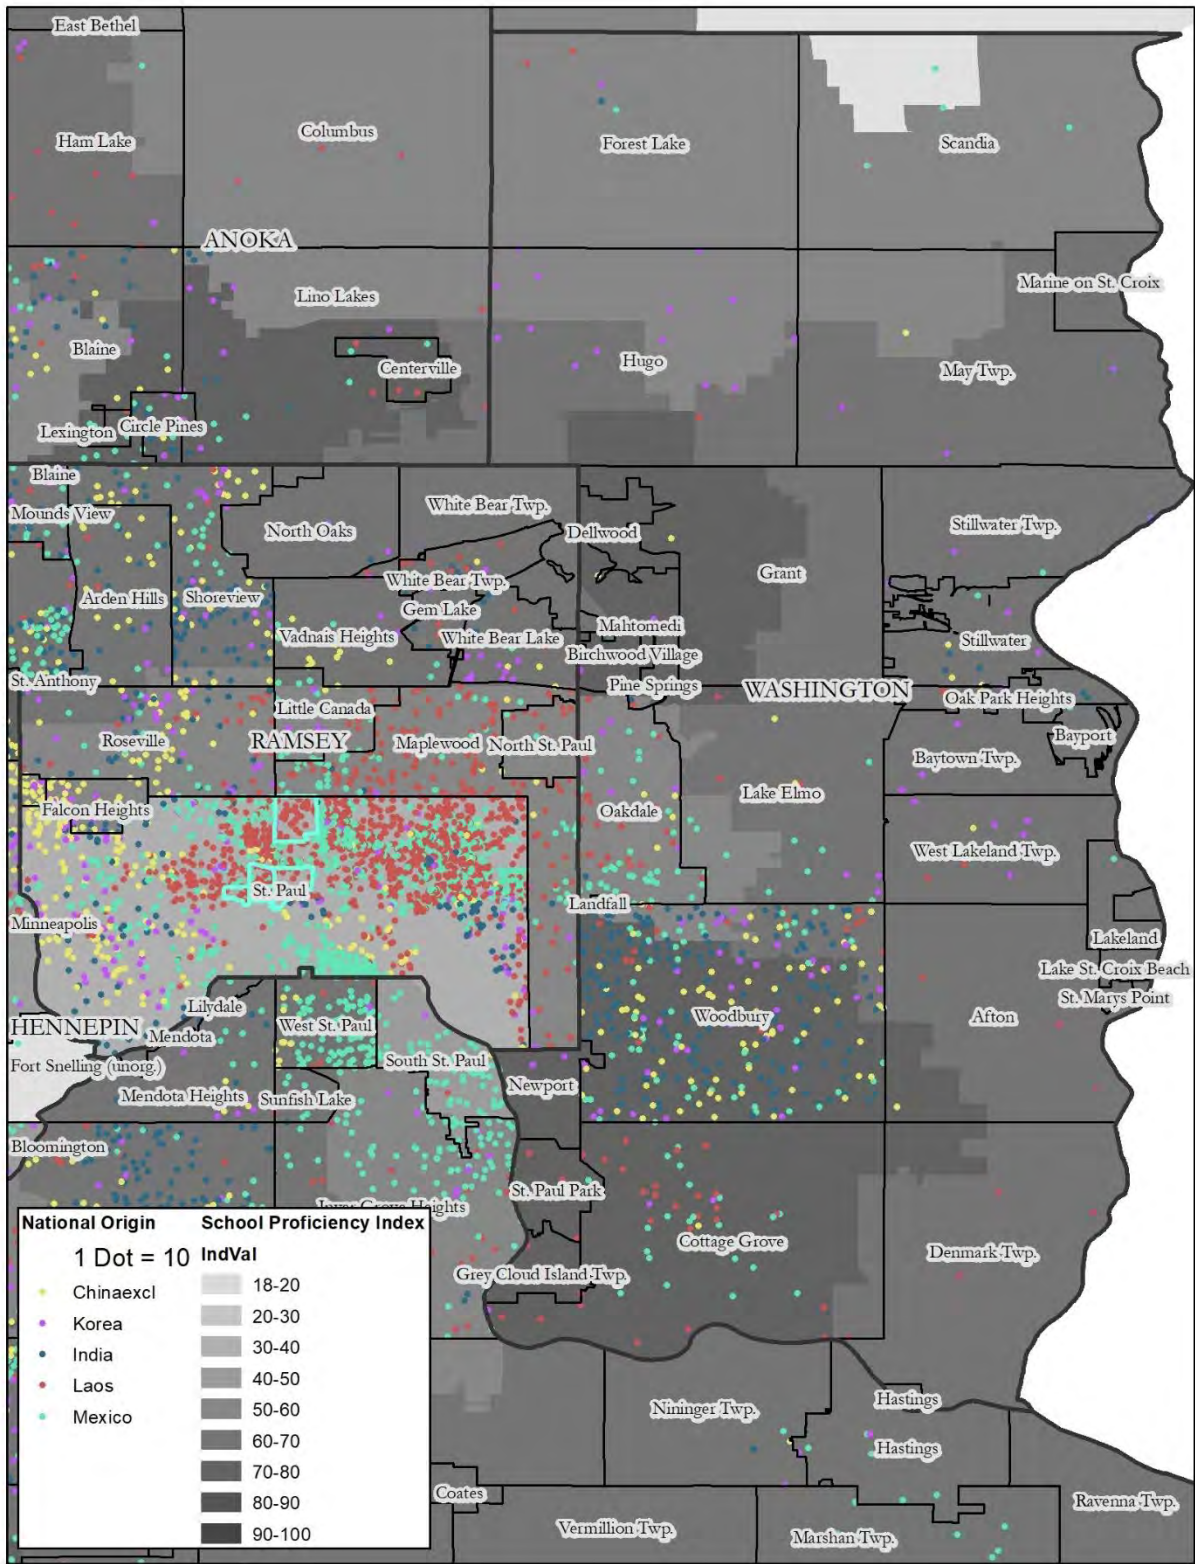 East Bethel
Ham Lake
Columbus
Forest Lake
Scandia
ANOKA
Marine on St. Croix
Lino Lakes
Blaine
Centerville
Hugo
May Twp.
Lexington
Circle Pines
Blaine
Mounds View
North Oaks
White Bear Twp.
Dellwood
Stillwater Twp.
Grant
Arden Hills
Shoreview
White Bear Twp.
Gem Lake
Vadnais Heights
White Bear Lake
Mahtomedi
Stillwater
Birchwood Village
St. Anthony
Pine Springs
WASHINGTON
Oak Park Heights
Little Canada
Roseville
RAMSEY
Maplewood
North St. Paul
Bayport
Baytown Twp.
Lake Elmo
Falcon Heights
Oakdale
West Lakeland Twp.
St. Paul
Landfall
Minneapolis
Lakeland
Lake St. Croix Beach
St. Marys Point
Lilydale
HENNEPIN
Mendota
West St. Paul
Woodbury
Afton
South St. Paul
Fort Snelling (unorg.)
Newport
Mendota Heights
Sunfish Lake
Bloomington
St. Paul Park
Inver Grove Heights
Cottage Grove
Denmark Twp.
Grey Cloud Island Twp.
National Origin
1 Dot = 10
Chinaexcl
Korea
India
Laos
Mexico
School Proficiency Index
IndVal
18-20
20-30
30-40
40-50
50-60
60-70
70-80
80-90
90-100
Nininger Twp.
Hastings
Hastings
Coates
Vermillion Twp.
Marshan Twp.
Ravenna Twp.